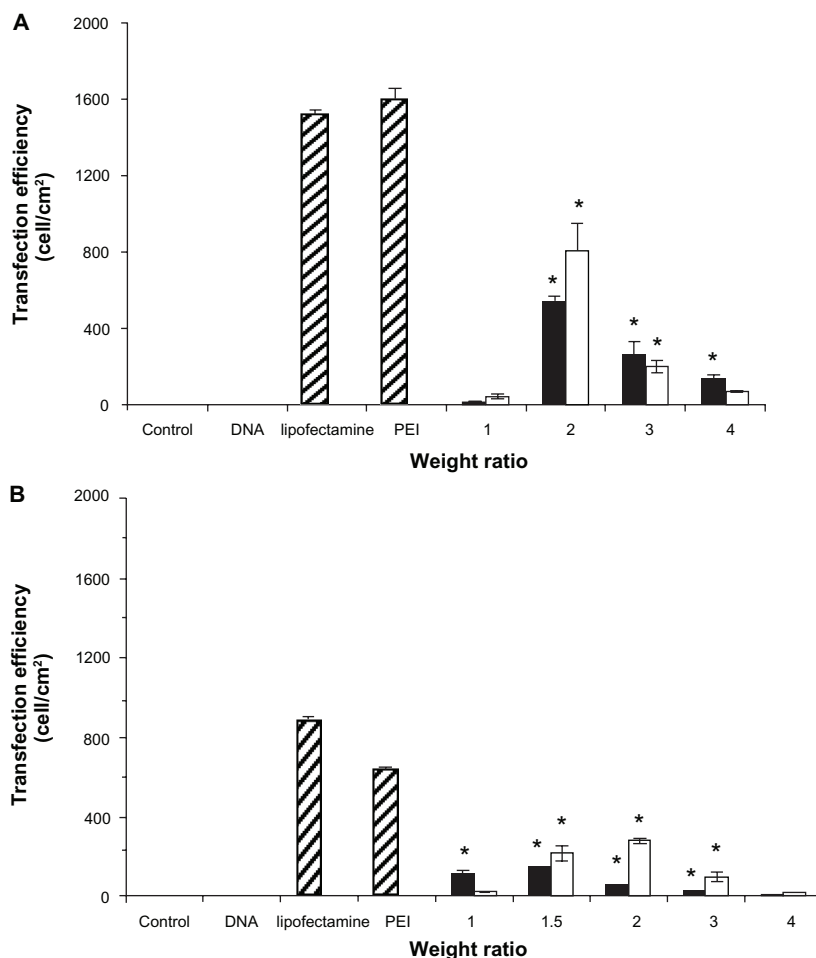 A
Transfection efficiency
(cell/cm²)
2000
1600
1200
800
400
0
* * * * *
Control DNA lipofectamine PEI 1 2 3 4
Weight ratio
B
Transfection efficiency
(cell/cm²)
2000
1600
1200
800
400
0
* * * * * * *
Control DNA lipofectamine PEI 1 1.5 2 3 4
Weight ratio